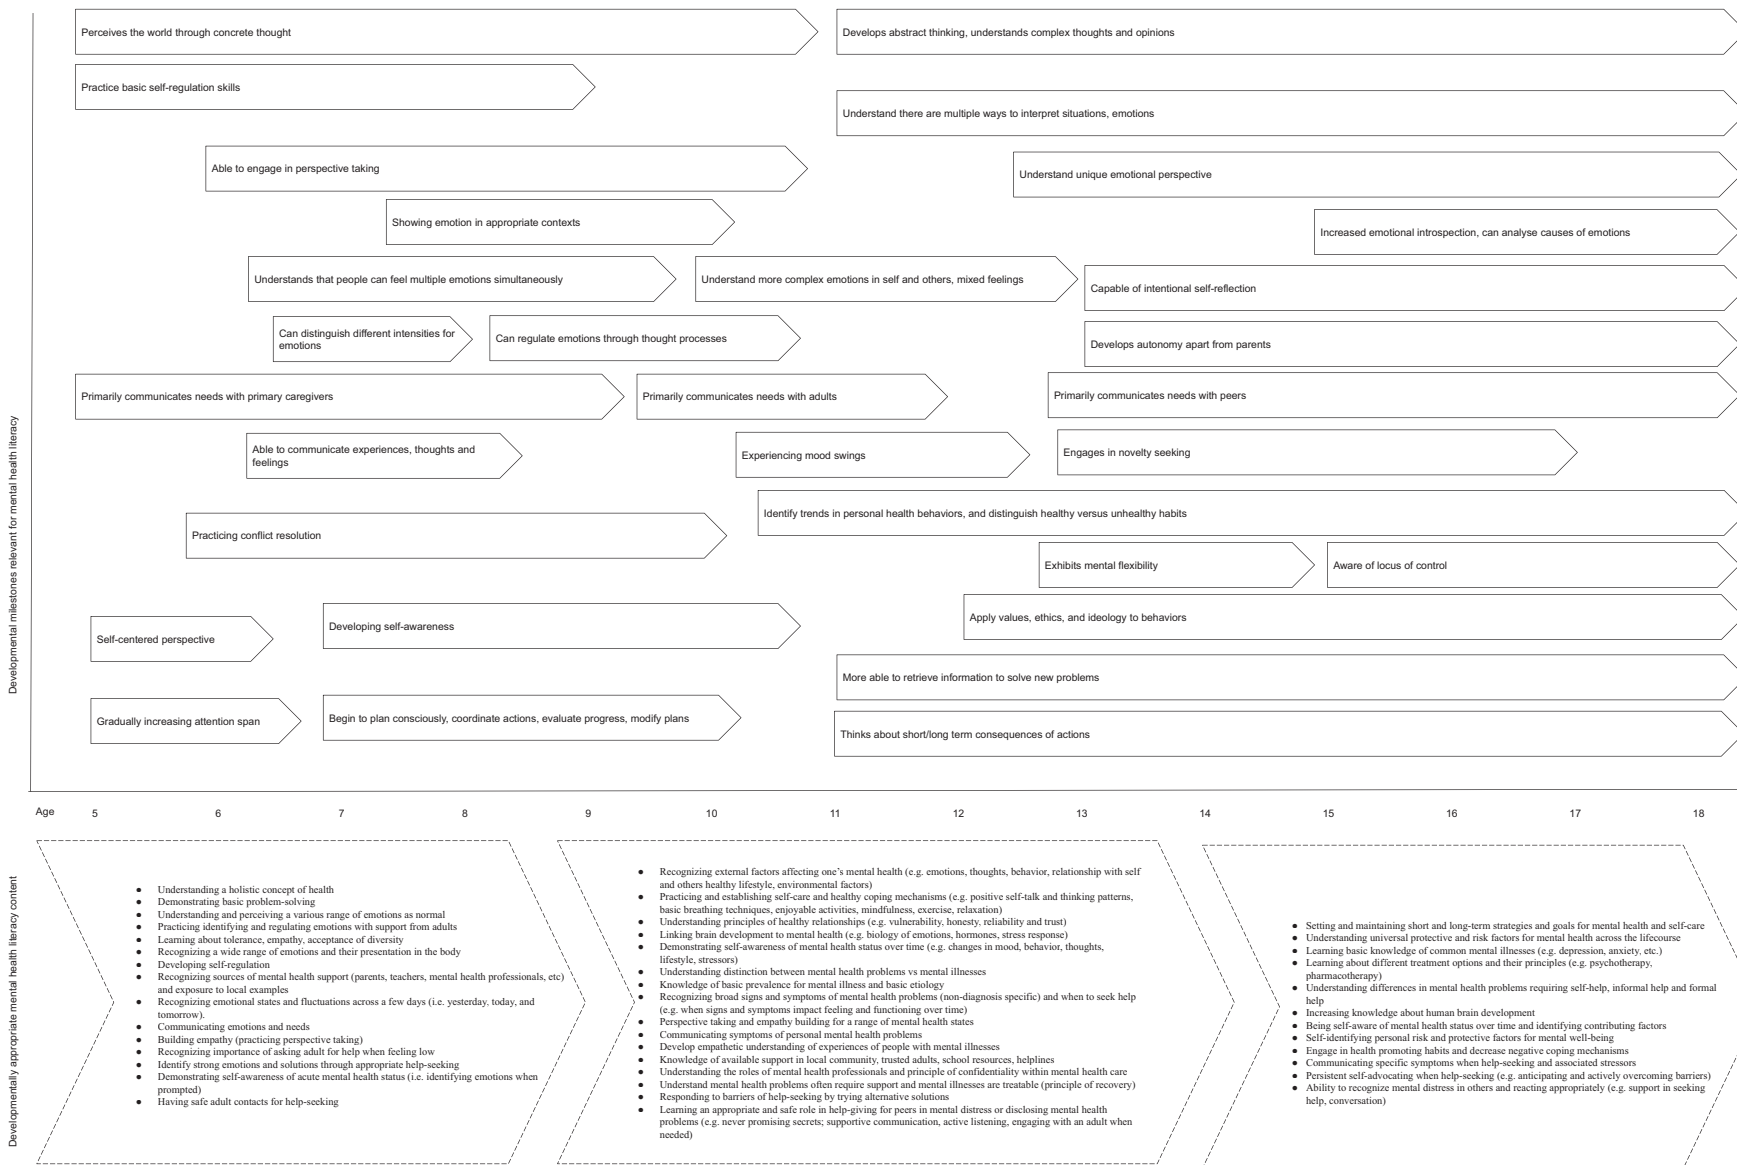 Developmental milestones relevant for mental health literacy
Perceives the world through concrete thought
Develops abstract thinking, understands complex thoughts and opinions
Practice basic self-regulation skills
Understand there are multiple ways to interpret situations, emotions
Able to engage in perspective taking
Understand unique emotional perspective
Showing emotion in appropriate contexts
Increased emotional introspection, can analyse causes of emotions
Understands that people can feel multiple emotions simultaneously
Understand more complex emotions in self and others, mixed feelings
Capable of intentional self-reflection
Can distinguish different intensities for
emotions
Can regulate emotions through thought processes
Develops autonomy apart from parents
Primarily communicates needs with primary caregivers
Primarily communicates needs with adults
Primarily communicates needs with peers
Able to communicate experiences, thoughts and
feelings
Experiencing mood swings
Engages in novelty seeking
Identify trends in personal health behaviors, and distinguish healthy versus unhealthy habits
Practicing conflict resolution
Exhibits mental flexibility
Aware of locus of control
Self-centered perspective
Developing self-awareness
Apply values, ethics, and ideology to behaviors
More able to retrieve information to solve new problems
Gradually increasing attention span
Begin to plan consciously, coordinate actions, evaluate progress, modify plans
Thinks about short/long term consequences of actions
Age 5 6 7 8 9 10 11 12 13 14 15 16 17 18
Developmentally appropriate mental health literacy content
● Understanding a holistic concept of health
● Demonstrating basic problem-solving
● Understanding and perceiving a various range of emotions as normal
● Practicing identifying and regulating emotions with support from adults
● Learning about tolerance, empathy, acceptance of diversity
● Recognizing a wide range of emotions and their presentation in the body
● Developing self-regulation
● Recognizing sources of mental health support (parents, teachers, mental health professionals, etc)
and exposure to local examples
● Recognizing emotional states and fluctuations across a few days (i.e. yesterday, today, and
tomorrow).
● Communicating emotions and needs
● Building empathy (practicing perspective taking)
● Recognizing importance of asking adult for help when feeling low
● Identify strong emotions and solutions through appropriate help-seeking
● Demonstrating self-awareness of acute mental health status (i.e. identifying emotions when
prompted)
● Having safe adult contacts for help-seeking
● Recognizing external factors affecting one's mental health (e.g. emotions, thoughts, behavior, relationship with self
and others healthy lifestyle, environmental factors)
● Practicing and establishing self-care and healthy coping mechanisms (e.g. positive self-talk and thinking patterns,
basic breathing techniques, enjoyable activities, mindfulness, exercise, relaxation)
● Understanding principles of healthy relationships (e.g. vulnerability, honesty, reliability and trust)
● Linking brain development to mental health (e.g. biology of emotions, hormones, stress response)
● Demonstrating self-awareness of mental health status over time (e.g. changes in mood, behavior, thoughts,
lifestyle, stressors)
● Understanding distinction between mental health problems vs mental illnesses
● Knowledge of basic prevalence for mental illness and basic etiology
● Recognizing broad signs and symptoms of mental health problems (non-diagnosis specific) and when to seek help
(e.g. when signs and symptoms impact feeling and functioning over time)
● Perspective taking and empathy building for a range of mental health states
● Communicating symptoms of personal mental health problems
● Develop empathetic understanding of experiences of people with mental illnesses
● Knowledge of available support in local community, trusted adults, school resources, helplines
● Understanding the roles of mental health professionals and principle of confidentiality within mental health care
● Understand mental health problems often require support and mental illnesses are treatable (principle of recovery)
● Responding to barriers of help-seeking by trying alternative solutions
● Learning an appropriate and safe role in help-giving for peers in mental distress or disclosing mental health
problems (e.g. never promising secrets; supportive communication, active listening, engaging with an adult when
needed)
● Setting and maintaining short and long-term strategies and goals for mental health and self-care
● Understanding universal protective and risk factors for mental health across the lifecourse
● Learning basic knowledge of common mental illnesses (e.g. depression, anxiety, etc.)
● Learning about different treatment options and their principles (e.g. psychotherapy,
pharmacotherapy)
● Understanding differences in mental health problems requiring self-help, informal help and formal
help
● Increasing knowledge about human brain development
● Being self-aware of mental health status over time and identifying contributing factors
● Self-identifying personal risk and protective factors for mental well-being
● Engage in health promoting habits and decrease negative coping mechanisms
● Communicating specific symptoms when help-seeking and associated stressors
● Persistent self-advocating when help-seeking (e.g. anticipating and actively overcoming barriers)
● Ability to recognize mental distress in others and reacting appropriately (e.g. support in seeking
help, conversation)